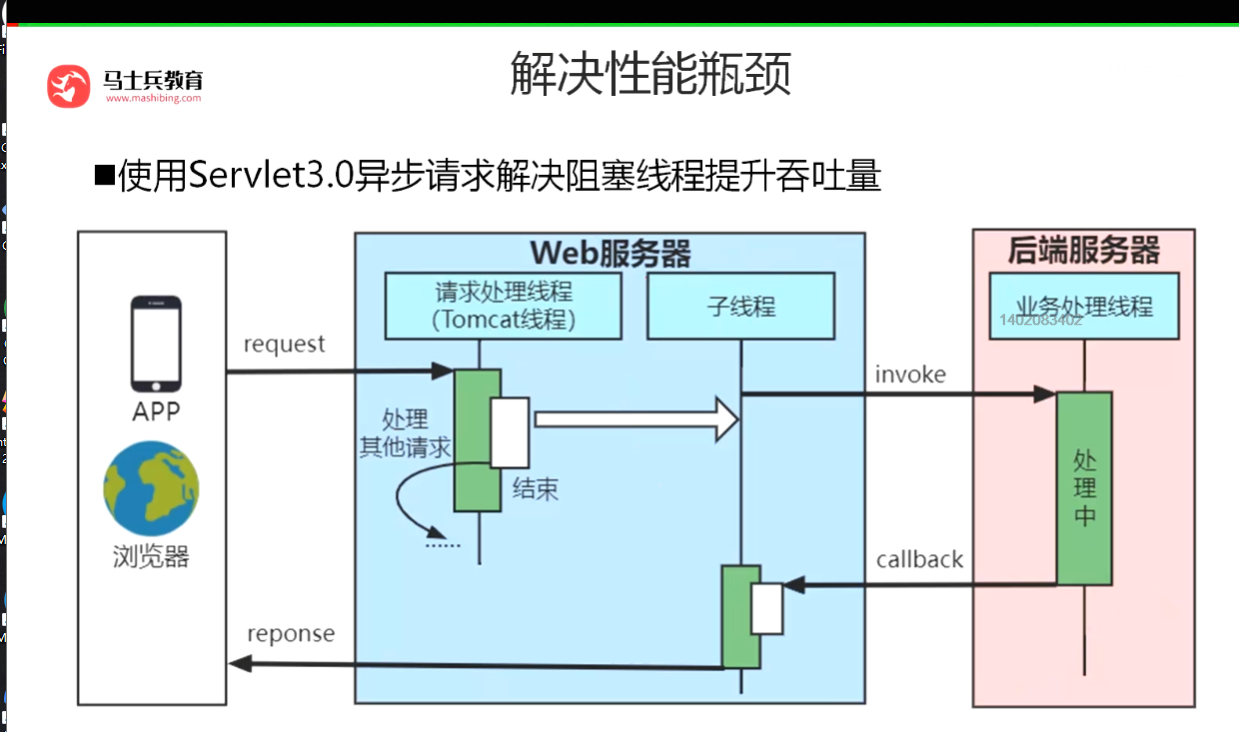 马士兵教育
www.mashibing.com
解决性能瓶颈
■使用Servlet3.0异步请求解决阻塞线程提升吞吐量
Web服务器
后端服务器
请求处理线程
(Tomcat线程)
子线程
业务处理线程
1402083402
request
invoke
APP
处理
其他请求
结束
......
处
理
中
浏览器
callback
reponse